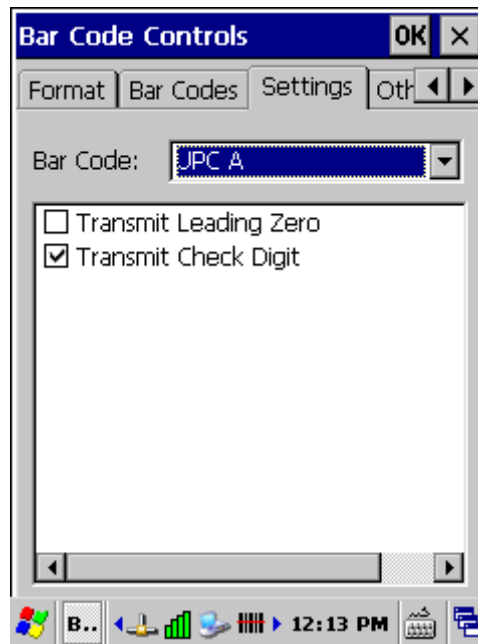 Bar Code Controls OK ×
Format Bar Codes Settings Oth
Bar Code: UPC A
Transmit Leading Zero
Transmit Check Digit
B.. 12:13 PM